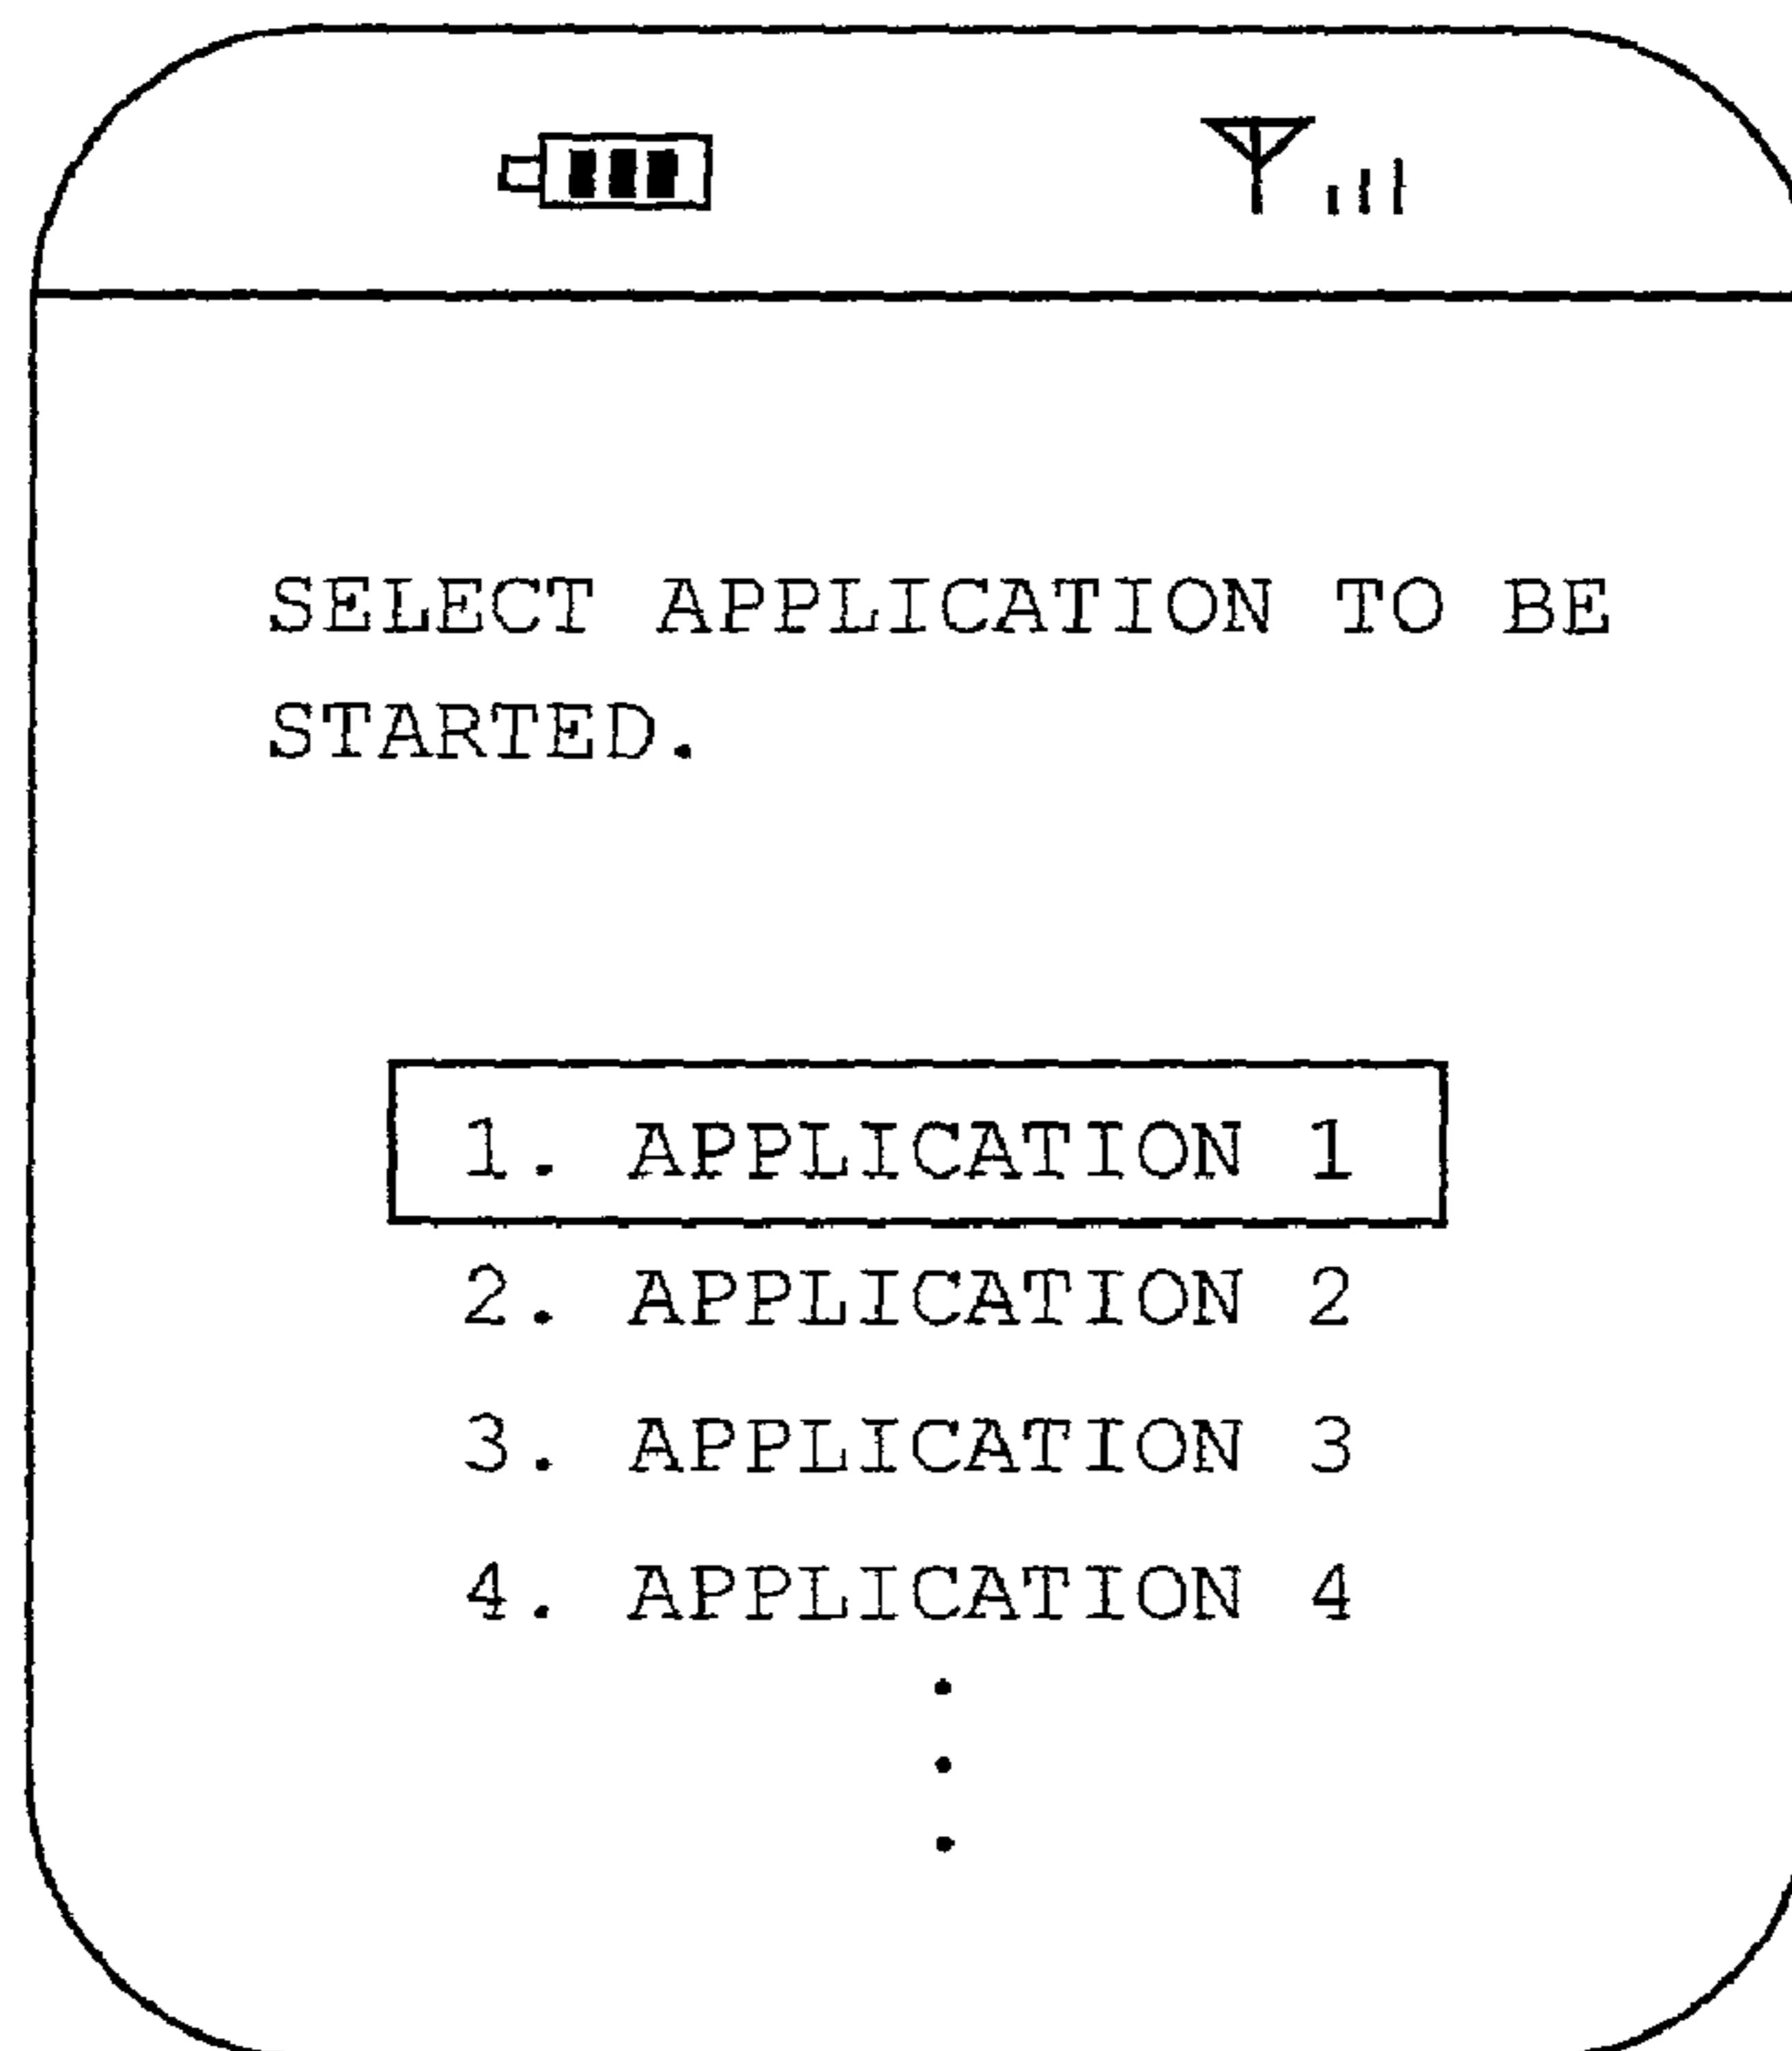 SELECT APPLICATION TO BE
STARTED.
1. APPLICATION 1
2. APPLICATION 2
3. APPLICATION 3
4. APPLICATION 4